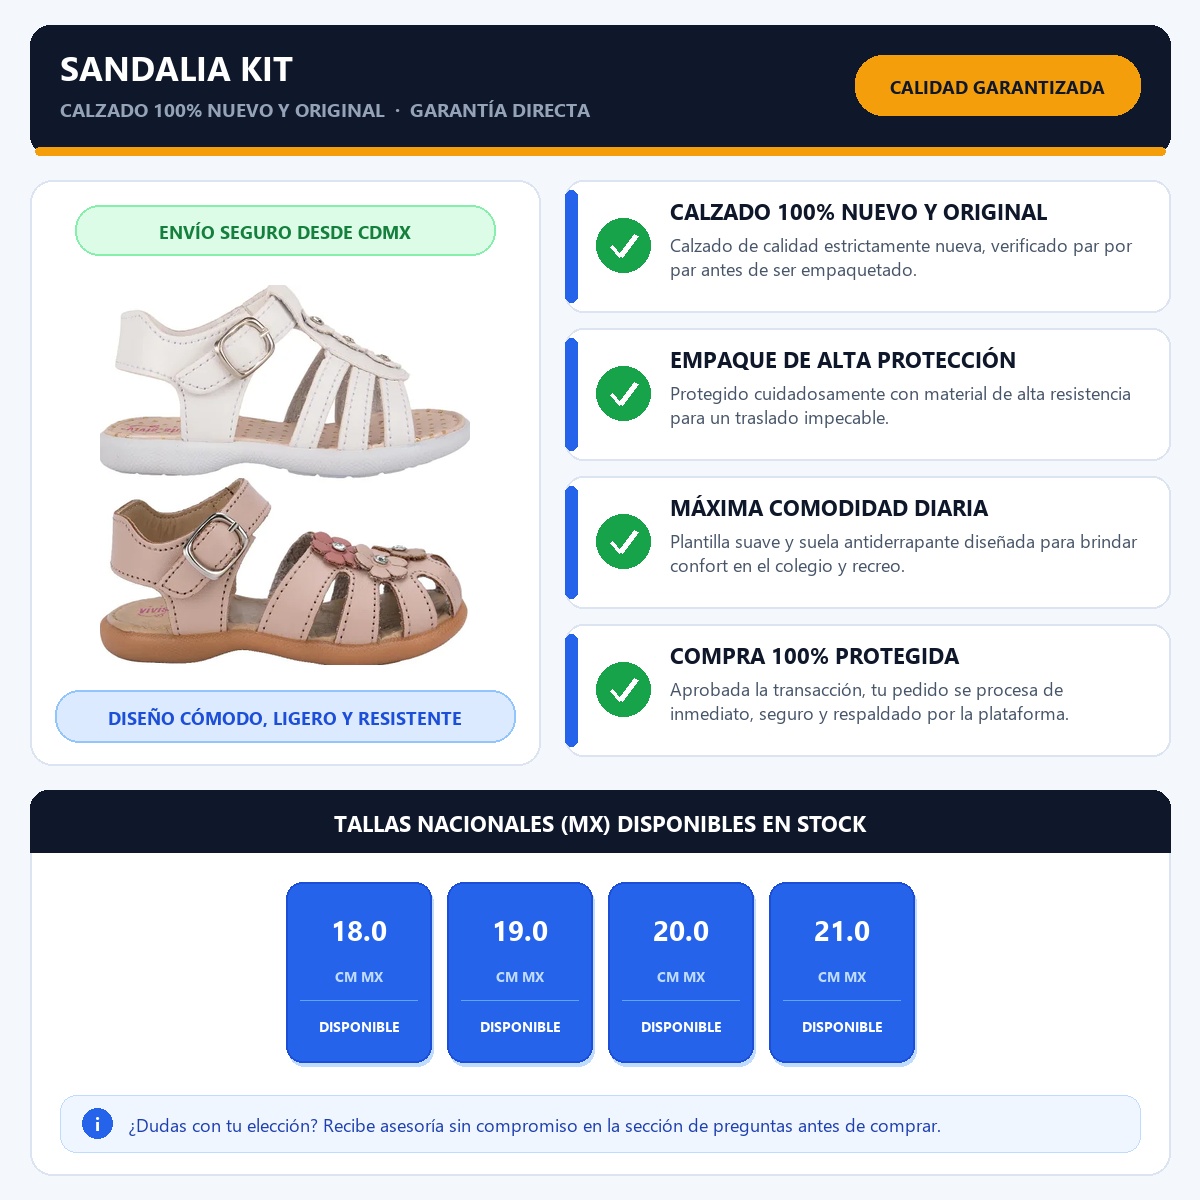 SANDALIA KIT
CALZADO 100% NUEVO Y ORIGINAL · GARANTÍA DIRECTA
CALIDAD GARANTIZADA
ENVÍO SEGURO DESDE CDMX
DISEÑO CÓMODO, LIGERO Y RESISTENTE
CALZADO 100% NUEVO Y ORIGINAL
Calzado de calidad estrictamente nueva, verificado par por
par antes de ser empaquetado.
EMPAQUE DE ALTA PROTECCIÓN
Protegido cuidadosamente con material de alta resistencia
para un traslado impecable.
MÁXIMA COMODIDAD DIARIA
Plantilla suave y suela antiderrapante diseñada para brindar
confort en el colegio y recreo.
COMPRA 100% PROTEGIDA
Aprobada la transacción, tu pedido se procesa de
inmediato, seguro y respaldado por la plataforma.
TALLAS NACIONALES (MX) DISPONIBLES EN STOCK
18.0
CM MX
DISPONIBLE
19.0
CM MX
DISPONIBLE
20.0
CM MX
DISPONIBLE
21.0
CM MX
DISPONIBLE
¿Dudas con tu elección? Recibe asesoría sin compromiso en la sección de preguntas antes de comprar.